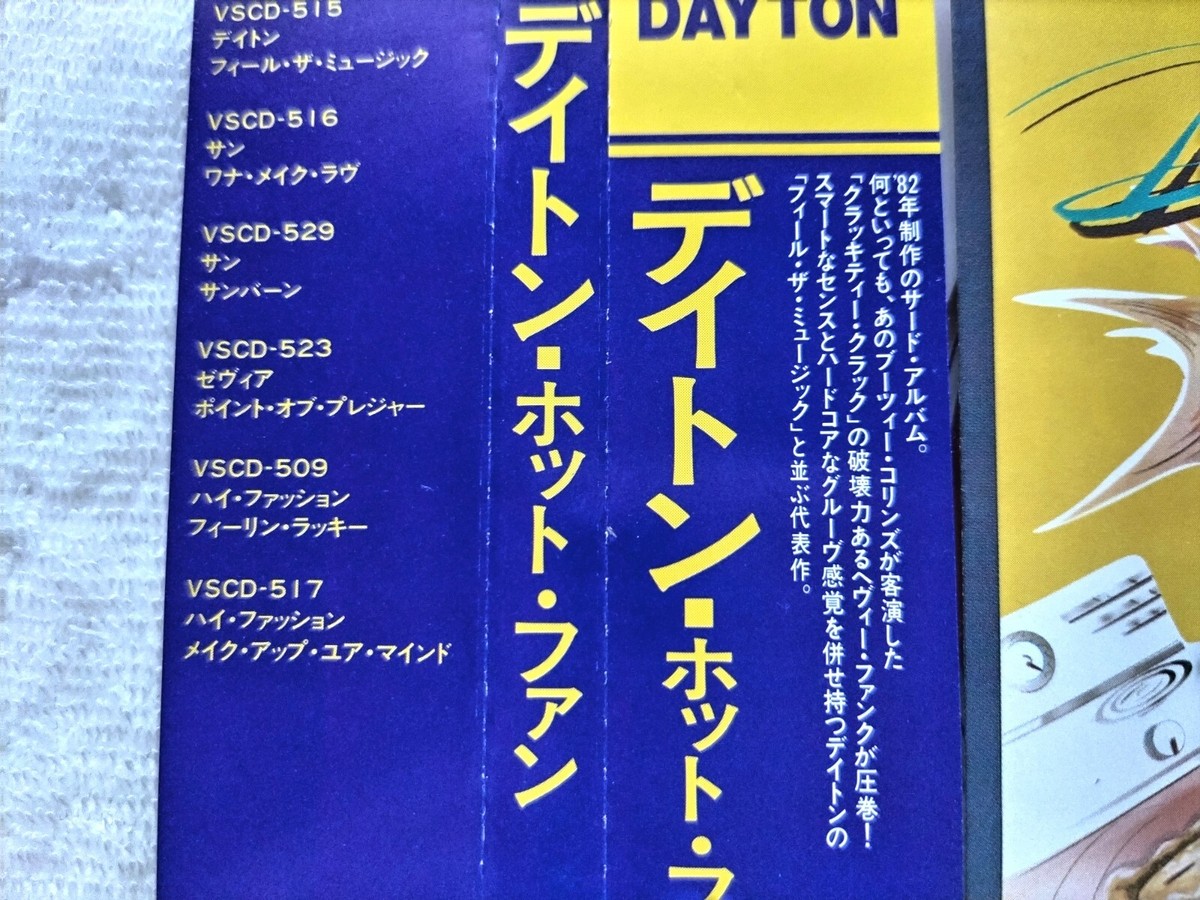 VSCD-515
デイトン
フィール・ザ・ミュージック
VSCD-516
サン
ワナ・メイク・ラヴ
VSCD-529
サン
サンバーン
VSCD-523
ゼヴィア
ポイント・オブ・プレジャー
VSCD-509
ハイ・ファッション
フィーリン・ラッキー
VSCD-517
ハイ・ファッション
メイク・アップ・ユア・マインド
デイトン・ホット・ファン
DAYTON
デイトン・ホット・フ
'82年制作のサード・アルバム。
何といっても、あのブーツィー・コリンズが客演した
「クラッキティー・クラック」の破壊力あるヘヴィー・ファンクが圧巻！
スマートなセンスとハードコアなグルーヴ感覚を併せ持つデイトンの
「フィール・ザ・ミュージック」と並ぶ代表作。